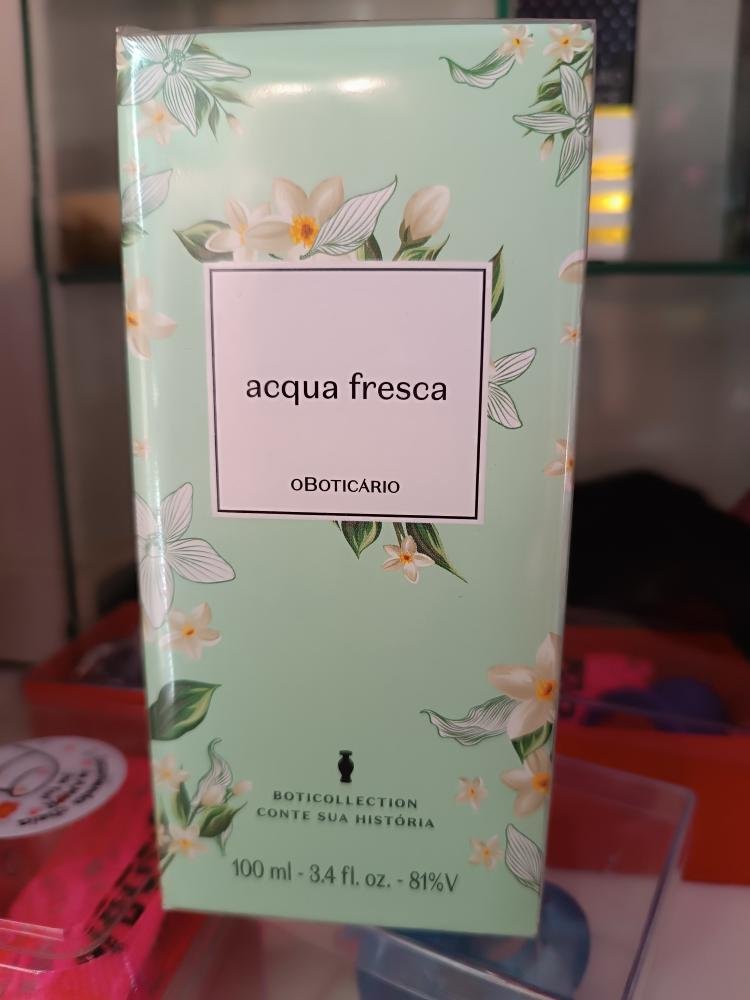 acqua fresca
OBOTICÁRIO
BOTICOLLECTION
CONTE SUA HISTÓRIA
100 ml - 3.4 fl. oz. - 81%V